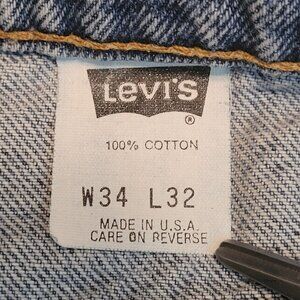 Levi's
®
100% COTTON
W34 L32
MADE IN U.S.A.
CARE ON REVERSE